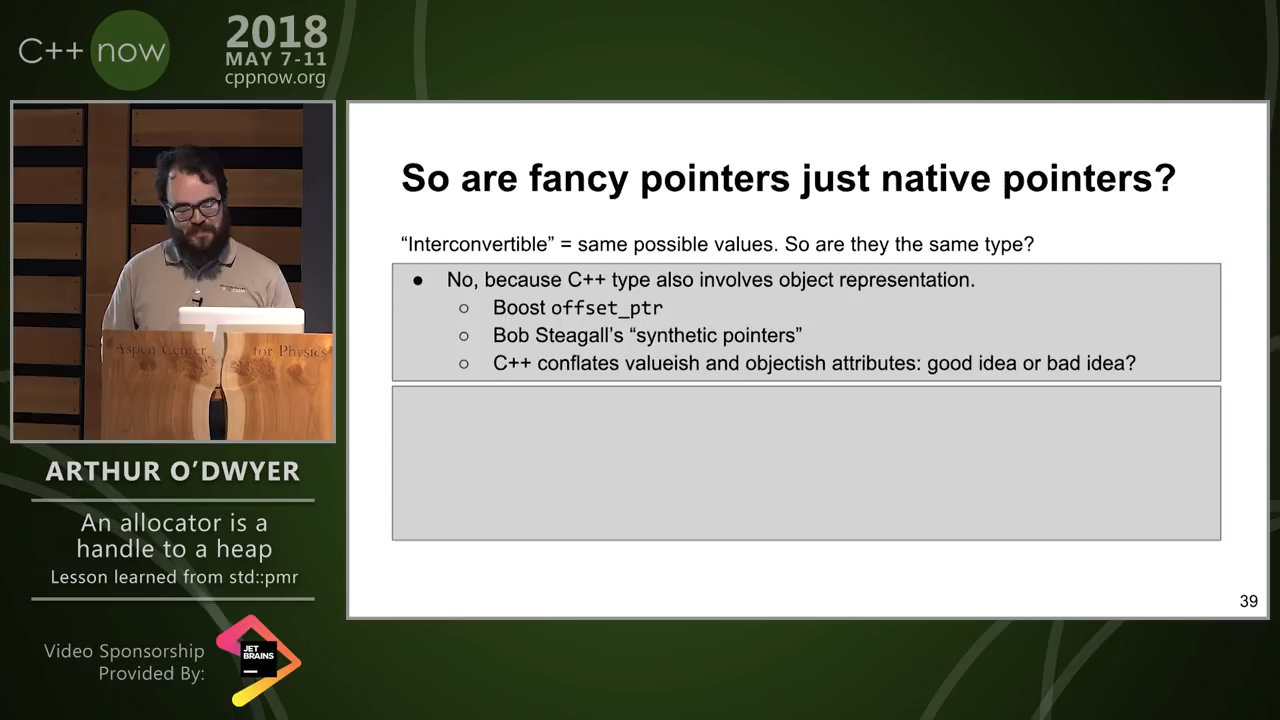 C++ now
2018
MAY 7-11
cppnow.org
Aspen Center for Physics
ARTHUR O’DWYER
An allocator is a
handle to a heap
Lesson learned from std::pmr
Video Sponsorship
Provided By:
JET
BRAINS
So are fancy pointers just native pointers?
“Interconvertible” = same possible values. So are they the same type?
● No, because C++ type also involves object representation.
○ Boost offset_ptr
○ Bob Steagall’s “synthetic pointers”
○ C++ conflates valueish and objectish attributes: good idea or bad idea?
39